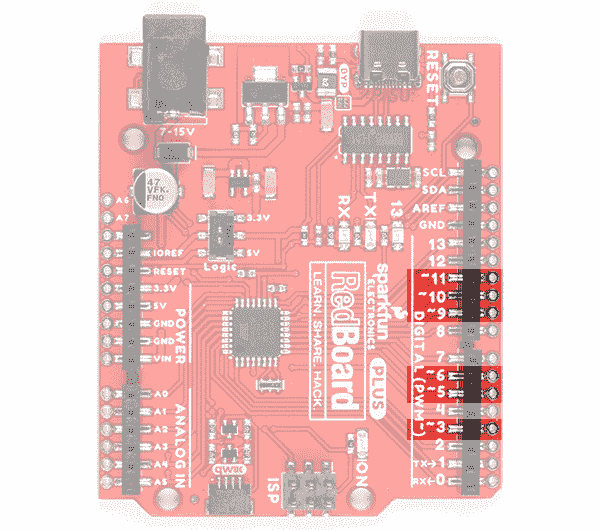 RESET
DYP
7-15V
47
VFK.
FN0
A6
A7
3.3V
5V
Logic
RX
TX
13
SCL
SDA
AREF
GND
13
12
~11
~10
~9
8
7
~6
~5
4
~3
2
TX→1
RX←0
DIGITAL (PWM~)
IOREF
RESET
3.3V
5V
GND
GND
VIN
POWER
A0
A1
A2
A3
A4
A5
ANALOG IN
sparkfun
ELECTRONICS
RedBoard
LEARN. SHARE. HACK.
PLUS
qwiic
ISP
ON